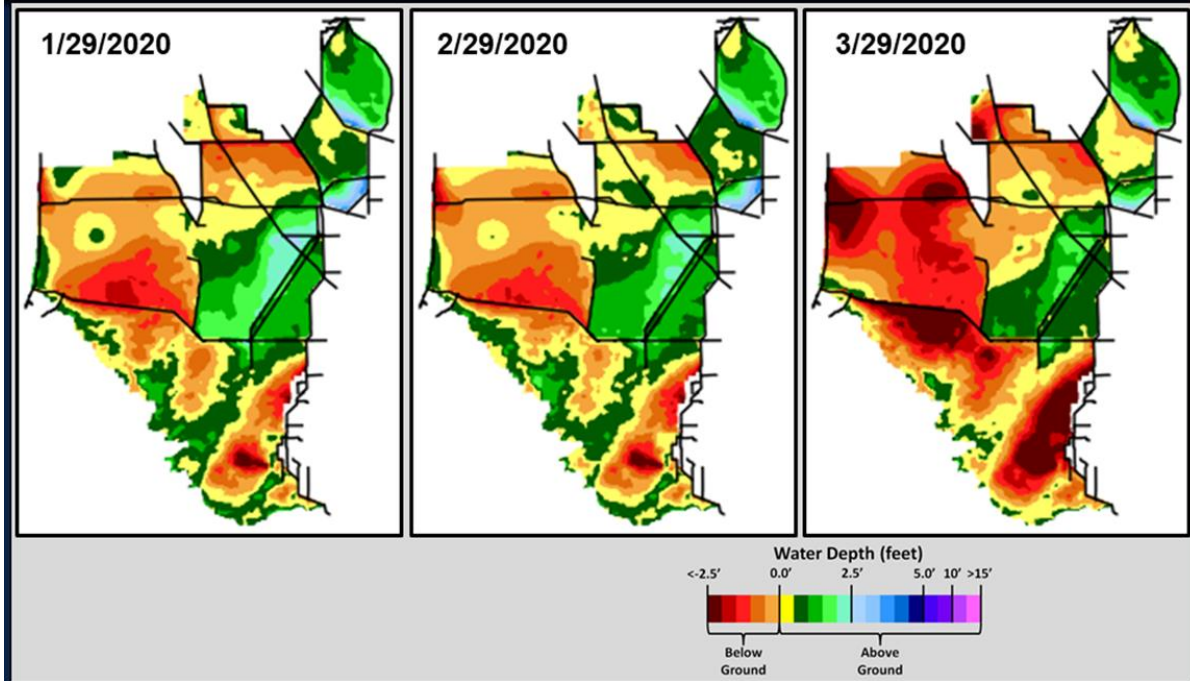 1/29/2020
2/29/2020
3/29/2020
Water Depth (feet)
<-2.5' 0.0' 2.5' 5.0' 10' >15'
Below Ground
Above Ground